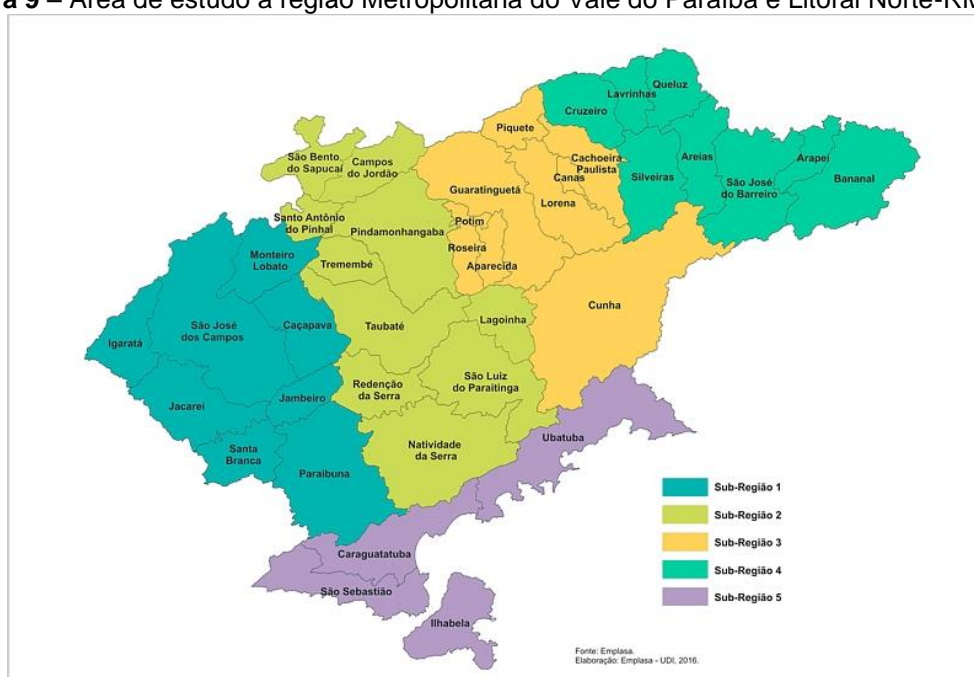 a 9 – Área de estudo a região Metropolitana do Vale do Paraíba e Litoral Norte-RM
Queluz
Lavrinhas
Cruzeiro
Piquete
Cachoeira
Paulista
Canas
Areias
Arapeí
Silveiras
São José
do Barreiro
Bananal
São Bento
do Sapucaí
Campos
do Jordão
Guaratinguetá
Lorena
Santo Antônio
do Pinhal
Pindamonhangaba
Potim
Roseira
Aparecida
Monteiro
Lobato
Tremembé
Cunha
São José
dos Campos
Caçapava
Taubaté
Lagoinha
Igaratá
Redenção
da Serra
São Luiz
do Paraitinga
Jacareí
Jambeiro
Ubatuba
Santa
Branca
Natividade
da Serra
Paraibuna
Caraguatatuba
São Sebastião
Ilhabela
Sub-Região 1
Sub-Região 2
Sub-Região 3
Sub-Região 4
Sub-Região 5
Fonte: Emplasa.
Elaboração: Emplasa - UDI, 2016.